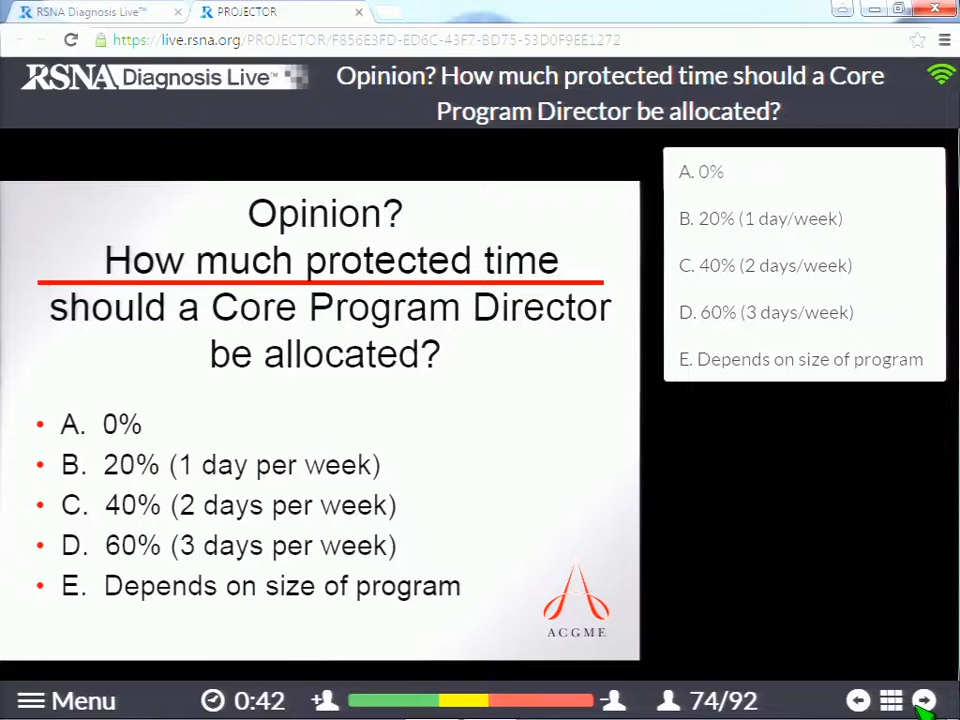 RSNA Diagnosis Live™
PROJECTOR
https://live.rsna.org/PROJECTOR/F856E3FD-ED6C-43F7-BD75-53D0F9EE1272
RSNA Diagnosis Live™
Opinion? How much protected time should a Core
Program Director be allocated?
Opinion?
How much protected time
should a Core Program Director
be allocated?
• A. 0%
• B. 20% (1 day per week)
• C. 40% (2 days per week)
• D. 60% (3 days per week)
• E. Depends on size of program
ACGME
A. 0%
B. 20% (1 day/week)
C. 40% (2 days/week)
D. 60% (3 days/week)
E. Depends on size of program
Menu
0:42
74/92